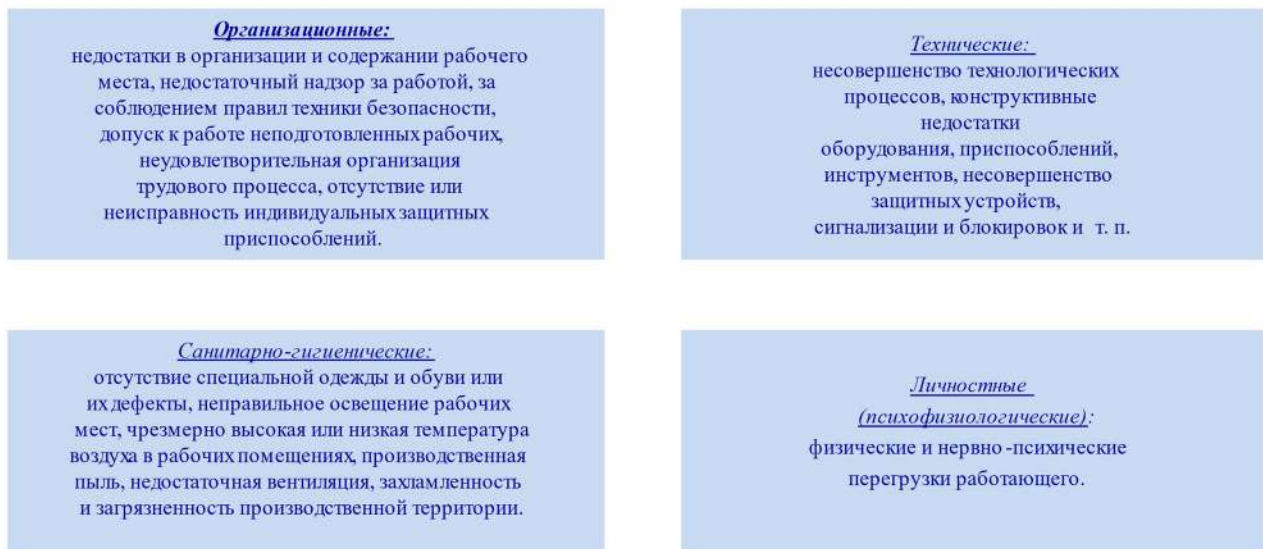 Организационные:
недостатки в организации и содержании рабочего
места, недостаточный надзор за работой, за
соблюдением правил техники безопасности,
допуск к работе неподготовленных рабочих,
неудовлетворительная организация
трудового процесса, отсутствие или
неисправность индивидуальных защитных
приспособлений.
Технические:
несовершенство технологических
процессов, конструктивные
недостатки
оборудования, приспособлений,
инструментов, несовершенство
защитных устройств,
сигнализации и блокировок и т. п.
Санитарно-гигиенические:
отсутствие специальной одежды и обуви или
их дефекты, неправильное освещение рабочих
мест, чрезмерно высокая или низкая температура
воздуха в рабочих помещениях, производственная
пыль, недостаточная вентиляция, захламленность
и загрязненность производственной территории.
Личностные
(психофизиологические):
физические и нервно-психические
перегрузки работающего.